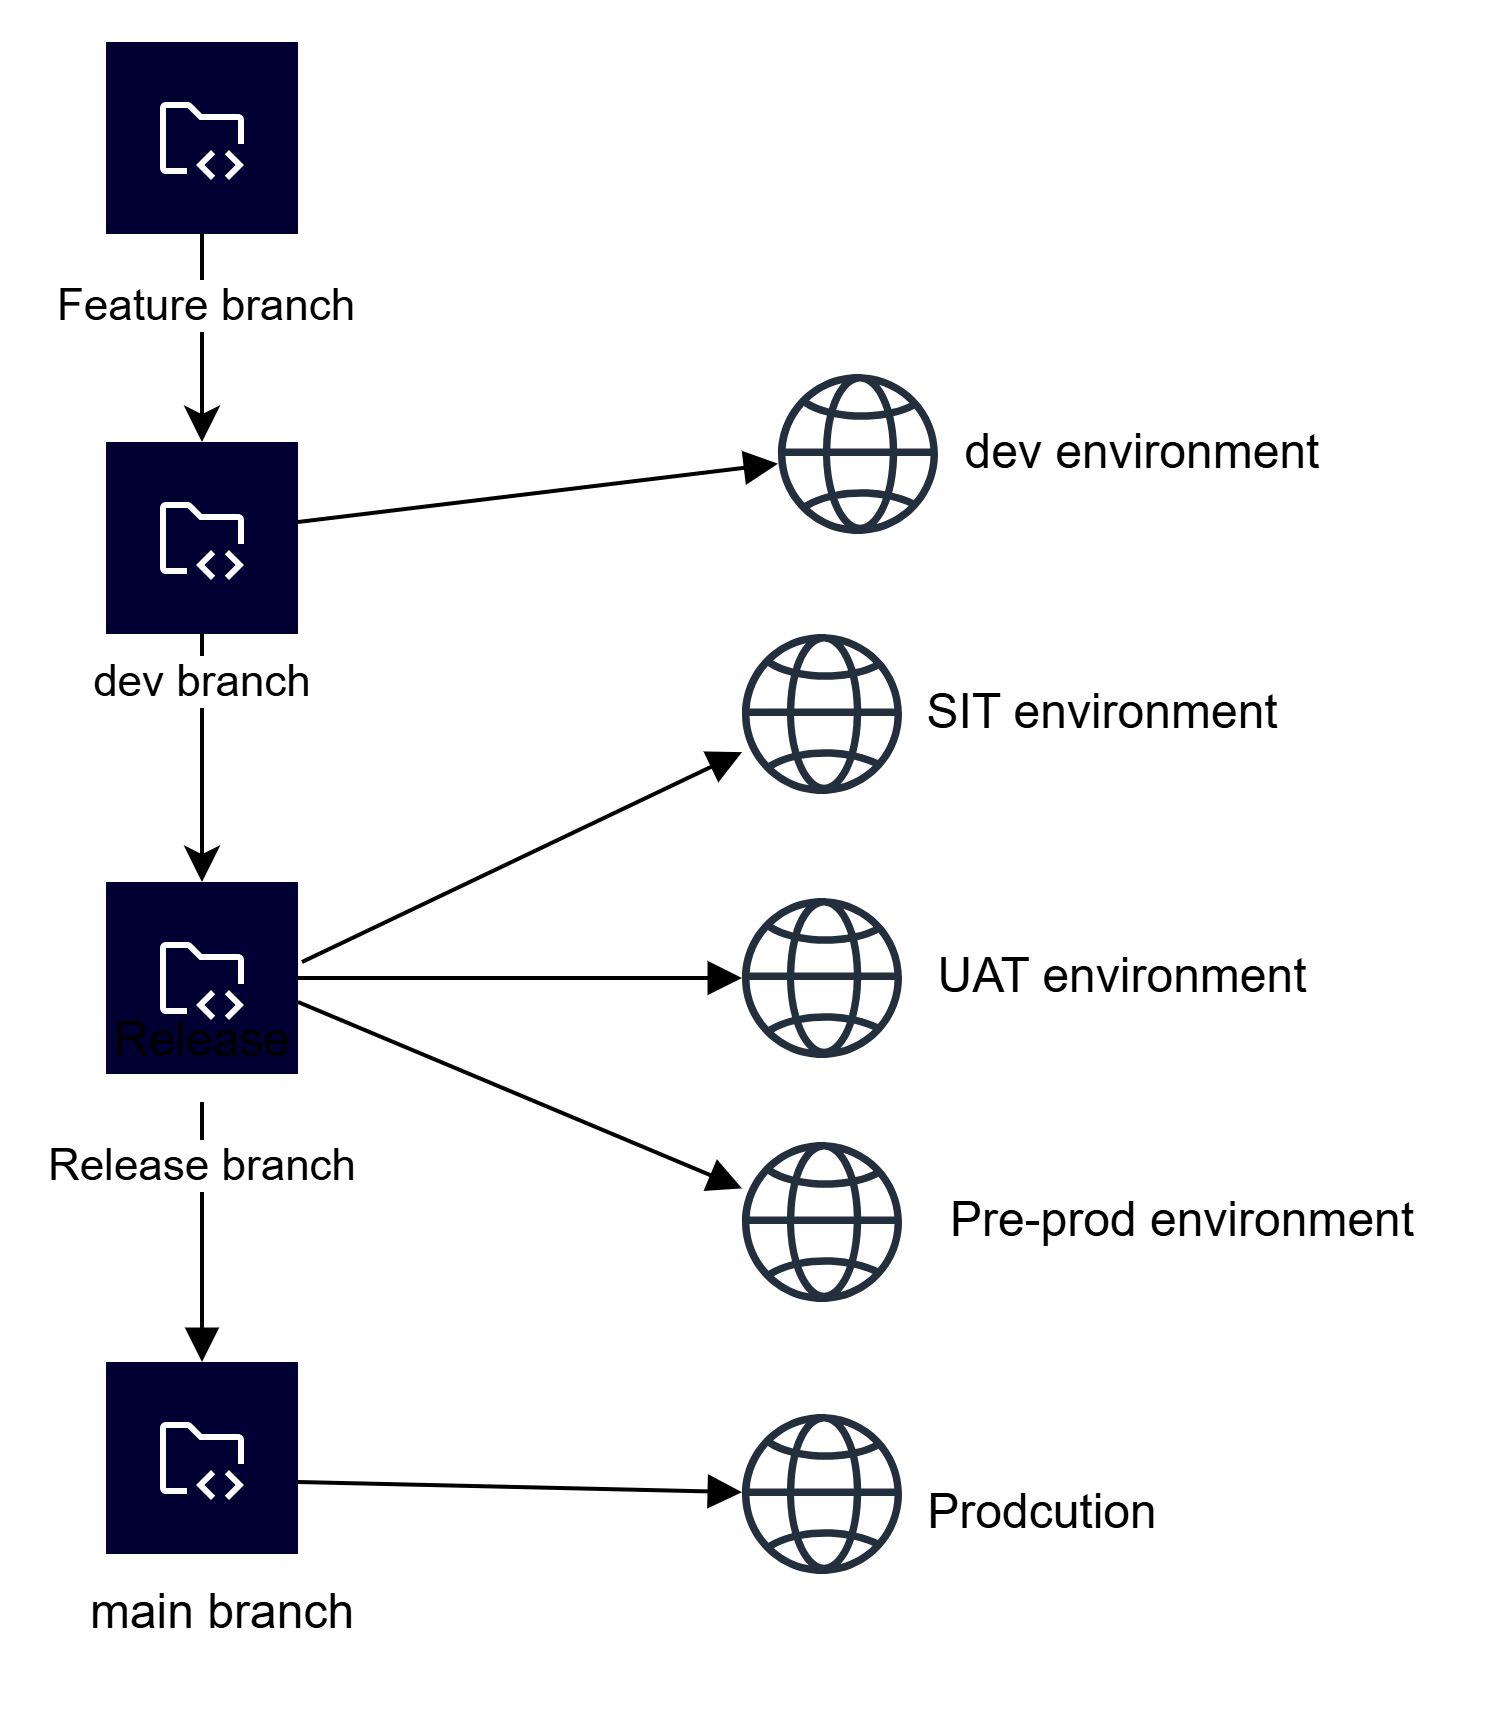 Feature branch
dev environment
dev branch
SIT environment
UAT environment
Release
Release branch
Pre-prod environment
Prodcution
main branch